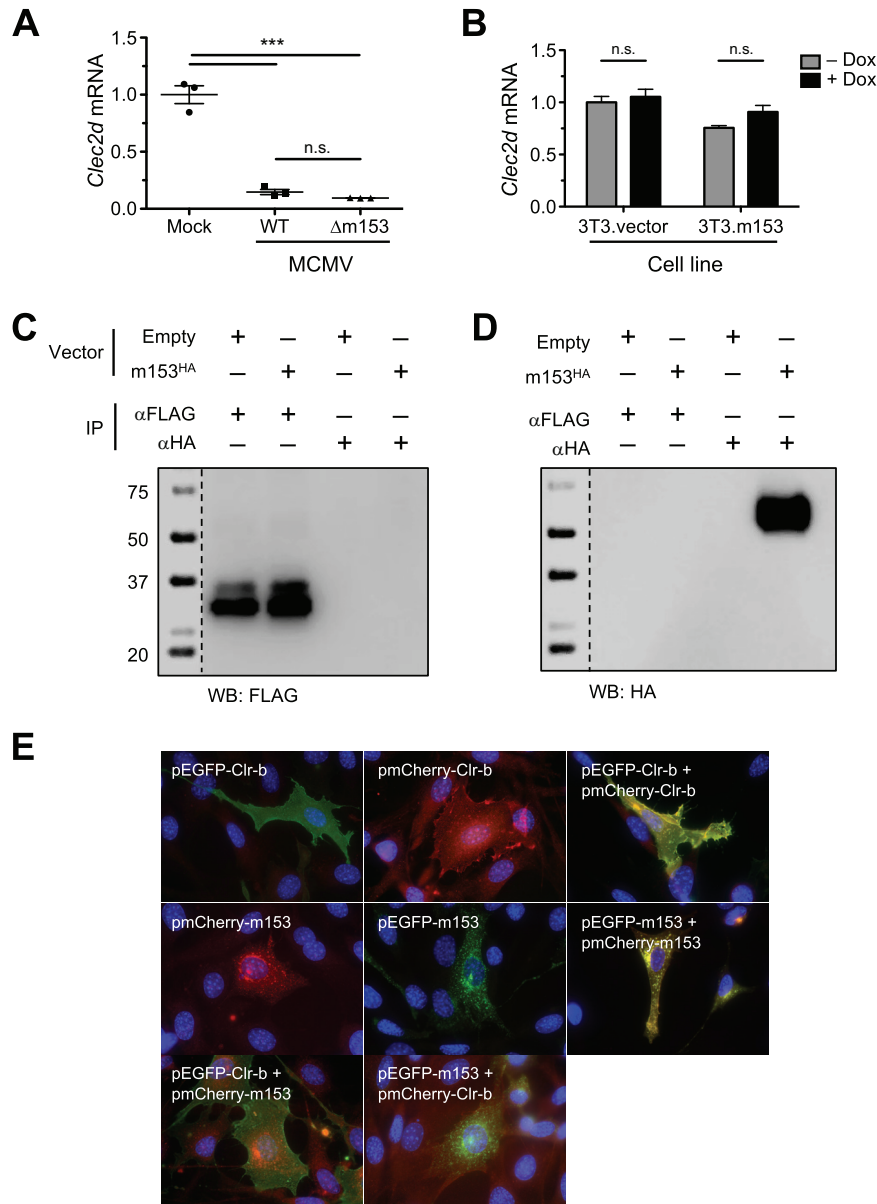 A
Clec2d mRNA
1.5
1.0
0.5
0.0
***
n.s.
Mock
WT
Δm153
MCMV
B
Clec2d mRNA
1.5
1.0
0.5
0.0
n.s.
n.s.
– Dox
+ Dox
3T3.vector
3T3.m153
Cell line
C
Vector
Empty + – + –
m153HA – + – +
IP
αFLAG + + – –
αHA – – + +
75
50
37
20
WB: FLAG
D
Empty + – + –
m153HA – + – +
αFLAG + + – –
αHA – – + +
WB: HA
E
pEGFP-Clr-b
pmCherry-Clr-b
pEGFP-Clr-b +
pmCherry-Clr-b
pmCherry-m153
pEGFP-m153
pEGFP-m153 +
pmCherry-m153
pEGFP-Clr-b +
pmCherry-m153
pEGFP-m153 +
pmCherry-Clr-b